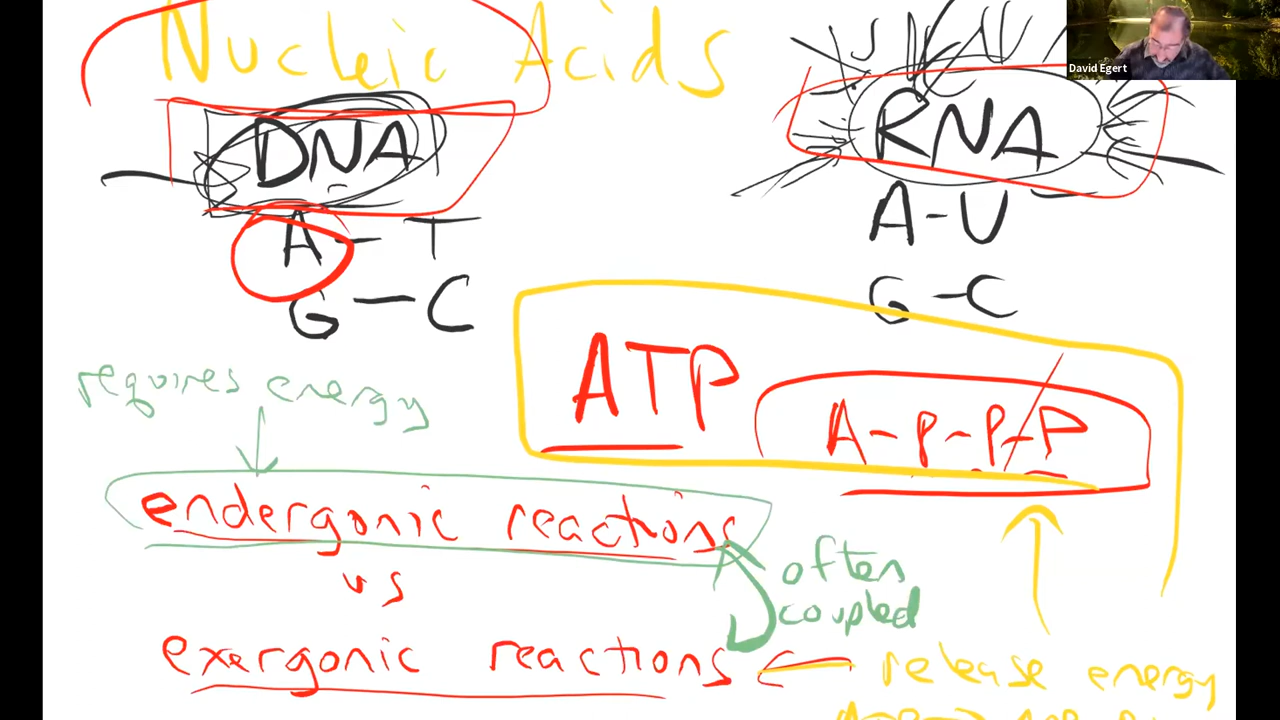 Nucleic Acids
David Egert
DNA
RNA
A - T
A - U
G - C
G - C
ATP
A - P - P - P
requires energy
endergonic reactions
vs
often
coupled
exergonic reactions
release energy